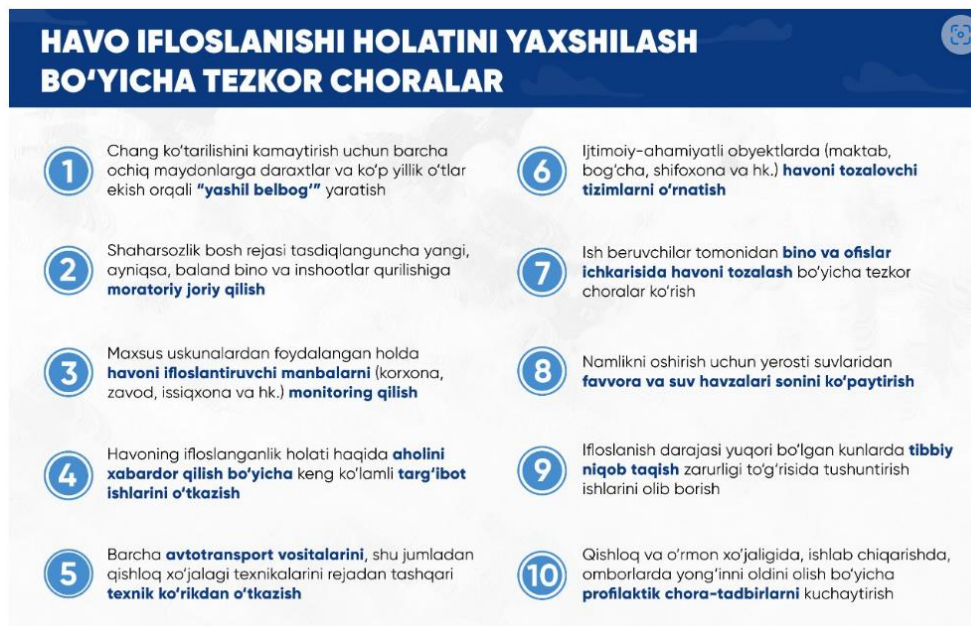 HAVO IFLOSLANISHI HOLATINI YAXSHILASH
BO‘YICHA TEZKOR CHORALAR
1
Chang ko‘tarilishini kamaytirish uchun barcha
ochiq maydonlarga daraxtlar va ko‘p yillik o‘tlar
ekish orqali “yashil belbog‘” yaratish
2
Shaharsozlik bosh rejasi tasdiqlanguncha yangi,
ayniqsa, baland bino va inshootlar qurilishiga
moratoriy joriy qilish
3
Maxsus uskunalardan foydalangan holda
havoni ifloslantiruvchi manbalarni (korxona,
zavod, issiqxona va hk.) monitoring qilish
4
Havoning ifloslanganlik holati haqida aholini
xabardor qilish bo‘yicha keng ko‘lamli targ‘ibot
ishlarini o‘tkazish
5
Barcha avtotransport vositalarini, shu jumladan
qishloq xo‘jalagi texnikalarini rejadan tashqari
texnik ko‘rikdan o‘tkazish
6
Ijtimoiy-ahamiyatli obyektlarda (maktab,
bog‘cha, shifoxona va hk.) havoni tozalovchi
tizimlarni o‘rnatish
7
Ish beruvchilar tomonidan bino va ofislar
ichkarisida havoni tozalash bo‘yicha tezkor
choralar ko‘rish
8
Namlikni oshirish uchun yerosti suvlaridan
favvora va suv havzalari sonini ko‘paytirish
9
Ifloslanish darajasi yuqori bo‘lgan kunlarda tibbiy
niqob taqish zarurligi to‘g‘risida tushuntirish
ishlarini olib borish
10
Qishloq va o‘rmon xo‘jaligida, ishlab chiqarishda,
omborlarda yong‘inni oldini olish bo‘yicha
profilaktik chora-tadbirlarni kuchaytirish